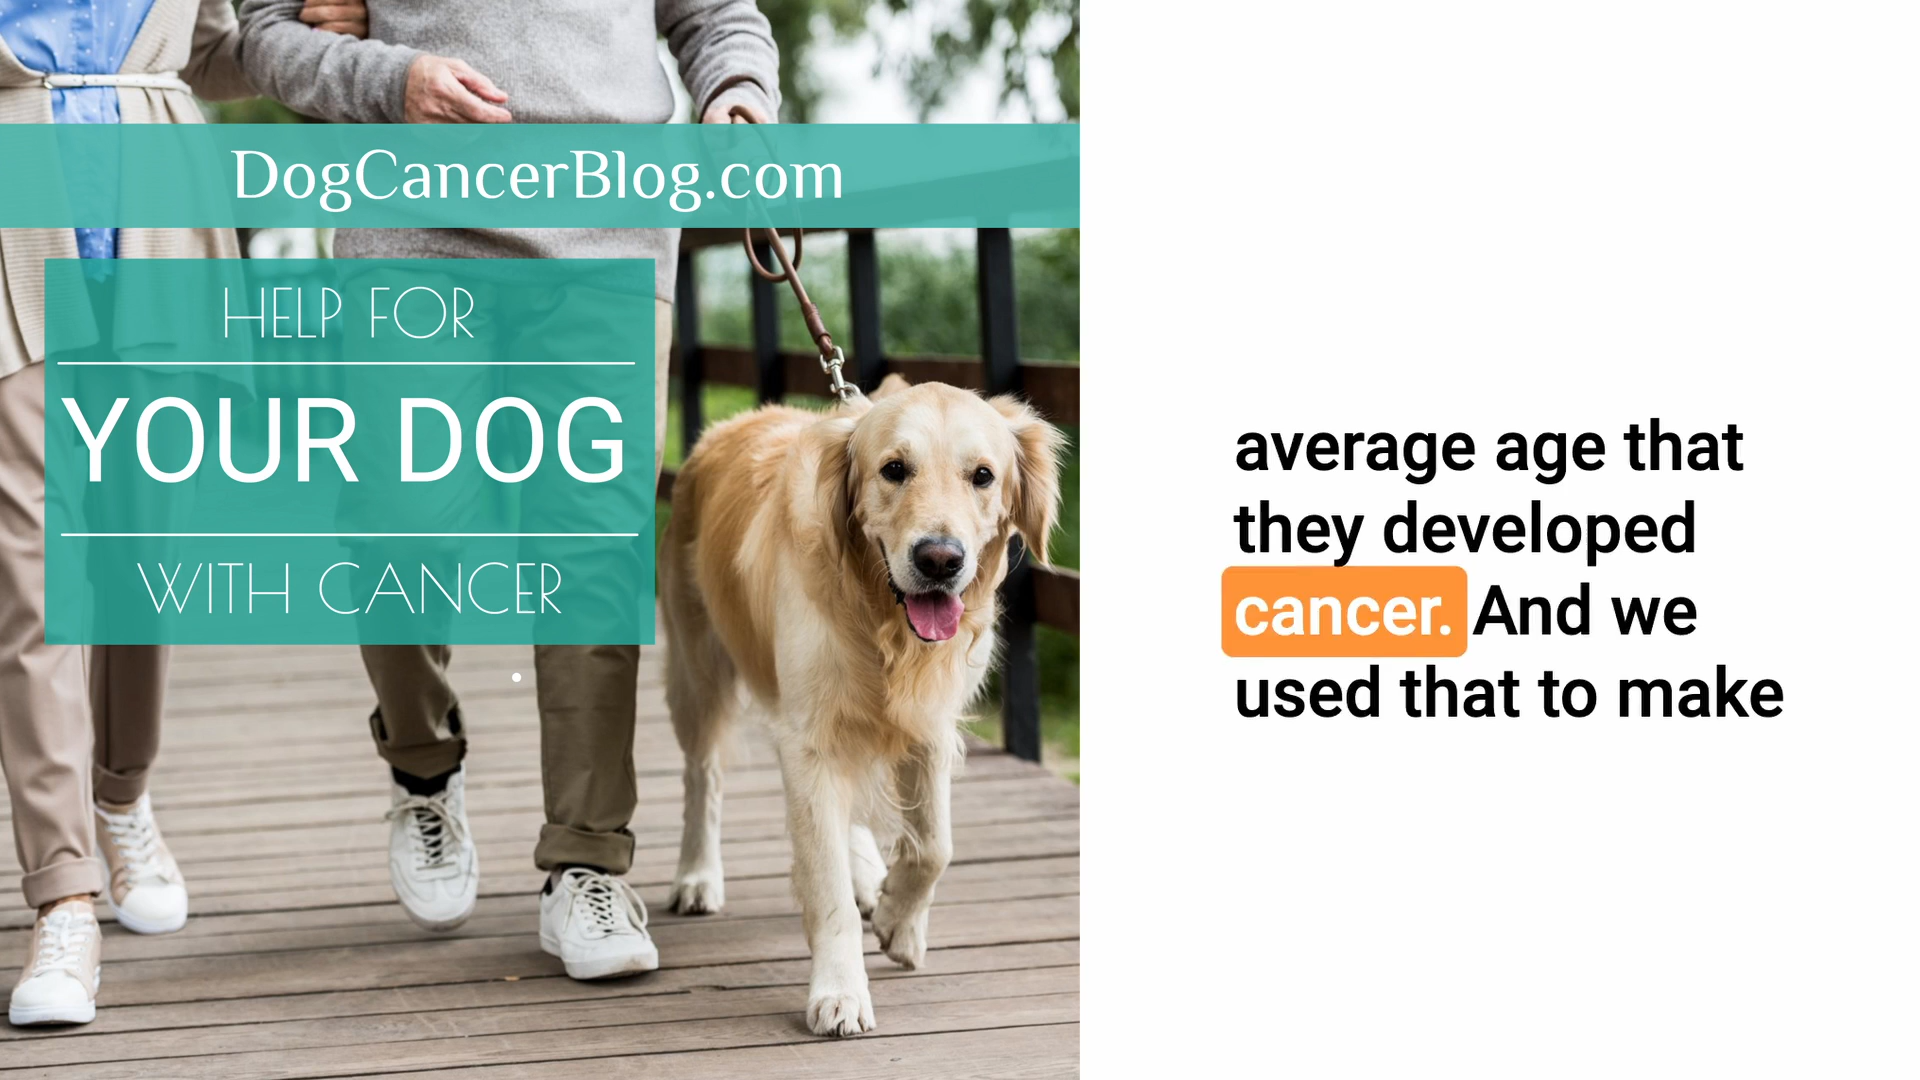 DogCancerBlog.com
HELP FOR
YOUR DOG
WITH CANCER
average age that
they developed
cancer. And we
used that to make